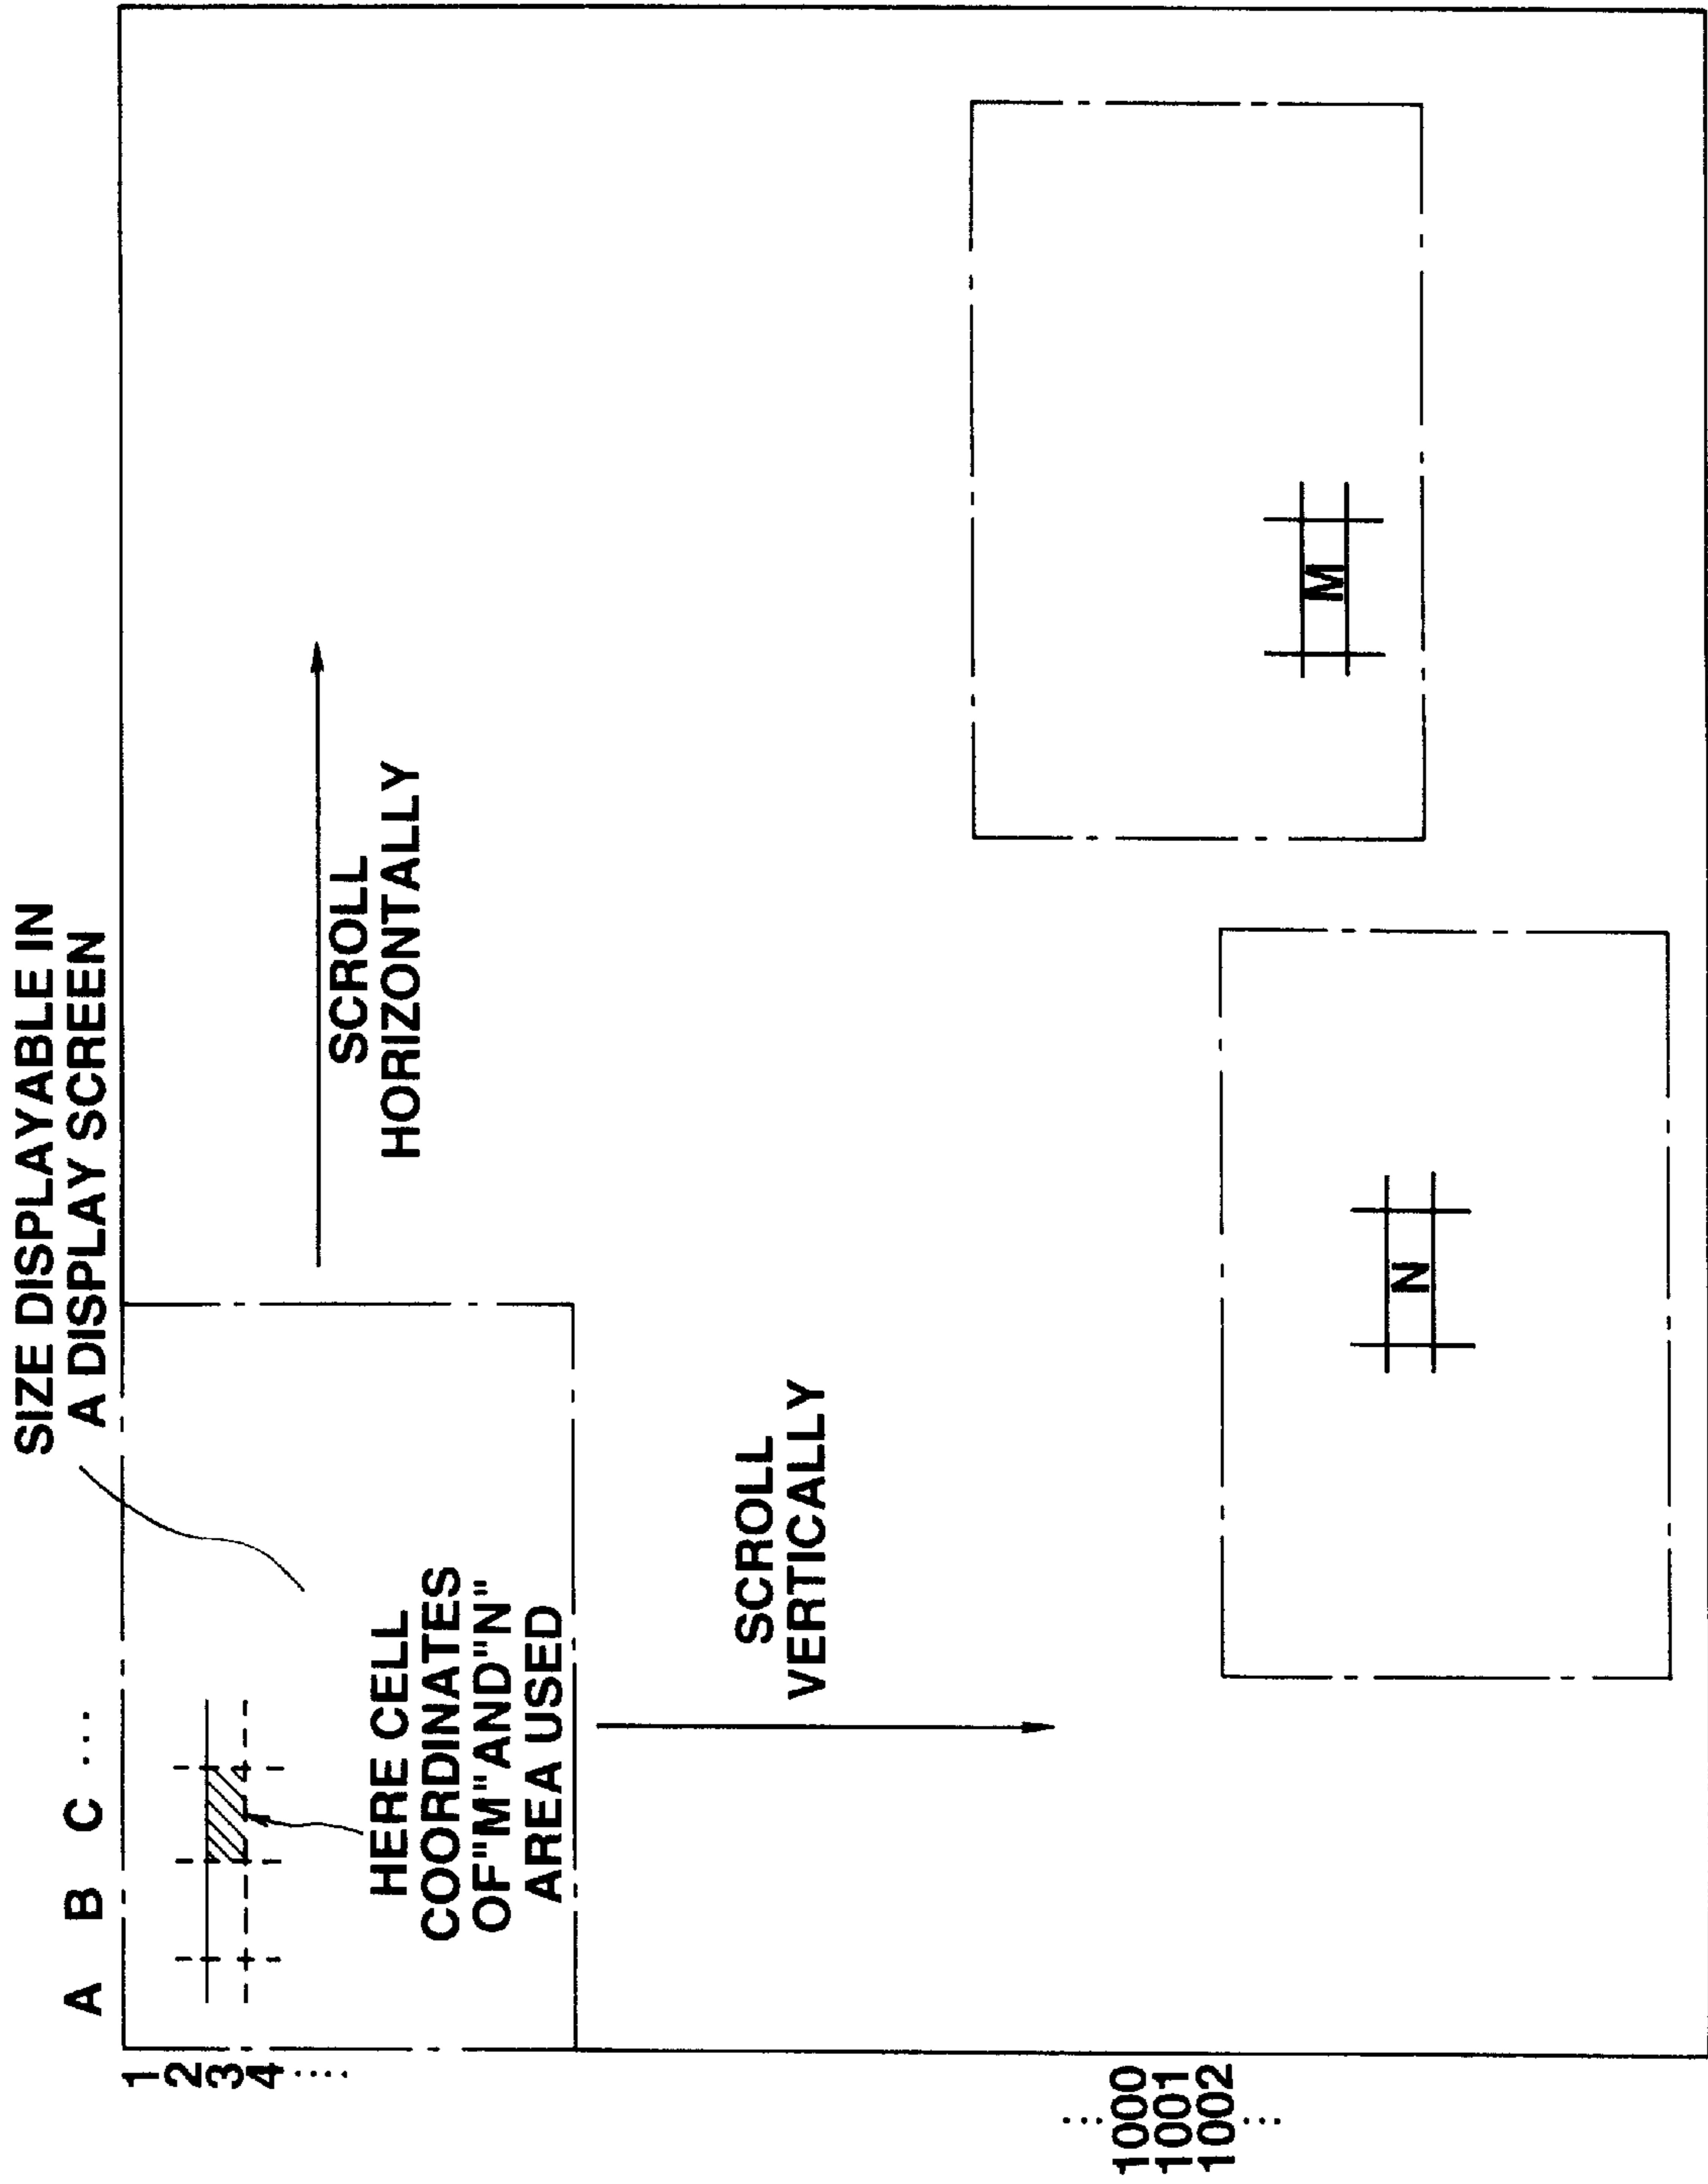 SIZE DISPLAYABLE IN
A DISPLAY SCREEN
A B C ...
1
2
3
4
...
HERE CELL
COORDINATES
OF"M"AND"N"
AREA USED
SCROLL
HORIZONTALLY
SCROLL
VERTICALLY
M
N
...
1000
1001
1002
...